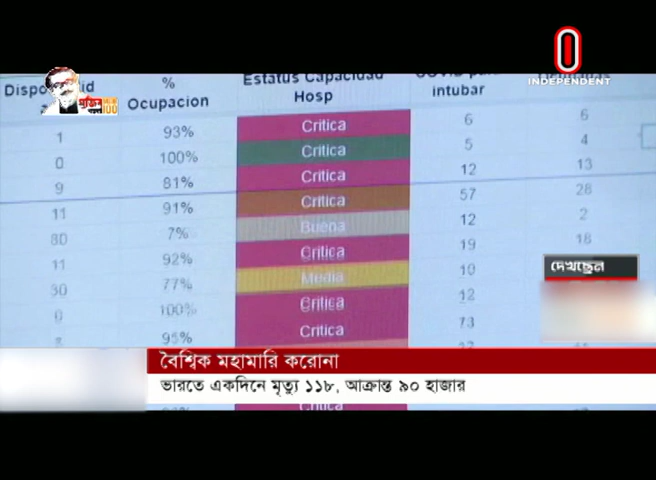 INDEPENDENT
মুজিব
100
%
Ocupacion
Estatus Capacidad
Hosp
intubar
1 93% Critica 6 6
0 100% Critica 5 4
9 81% Critica 12 13
11 91% Critica 57 28
80 7% Buena 12 2
11 92% Critica 19 18
30 77% Media 10
100% Critica 12
95% Critica 73
Critica
দেখছেন
বৈশ্বিক মহামারি করোনা
ভারতে একদিনে মৃত্যু ১১৮, আক্রান্ত ৯০ হাজার